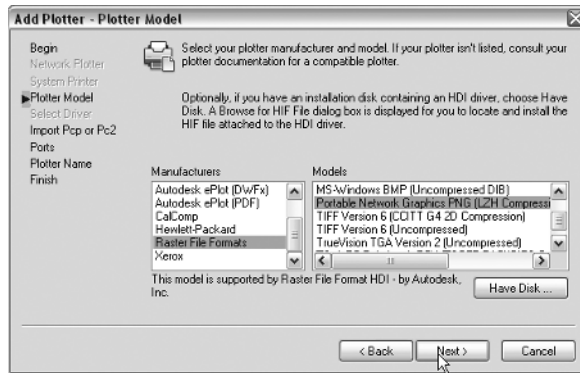 Add Plotter - Plotter Model
Begin
Network Plotter
System Printer
Plotter Model
Select Driver
Import Pcp or Pc2
Ports
Plotter Name
Finish
Select your plotter manufacturer and model. If your plotter isn't listed, consult your
plotter documentation for a compatible plotter.
Optionally, if you have an installation disk containing an HDI driver, choose Have
Disk. A Browse for HIF File dialog box is displayed for you to locate and install the
HIF file attached to the HDI driver.
Manufacturers
Autodesk ePlot (DWFx)
Autodesk ePlot (PDF)
CalComp
Hewlett-Packard
Raster File Formats
Xerox
Models
MS-Windows BMP (Uncompressed DIB)
Portable Network Graphics PNG (LZH Compressi
TIFF Version 6 (CCITT G4 2D Compression)
TIFF Version 6 (Uncompressed)
TrueVision TGA Version 2 (Uncompressed)
This model is supported by Raster File Format HDI - by Autodesk,
Inc.
Have Disk ...
< Back
Next >
Cancel